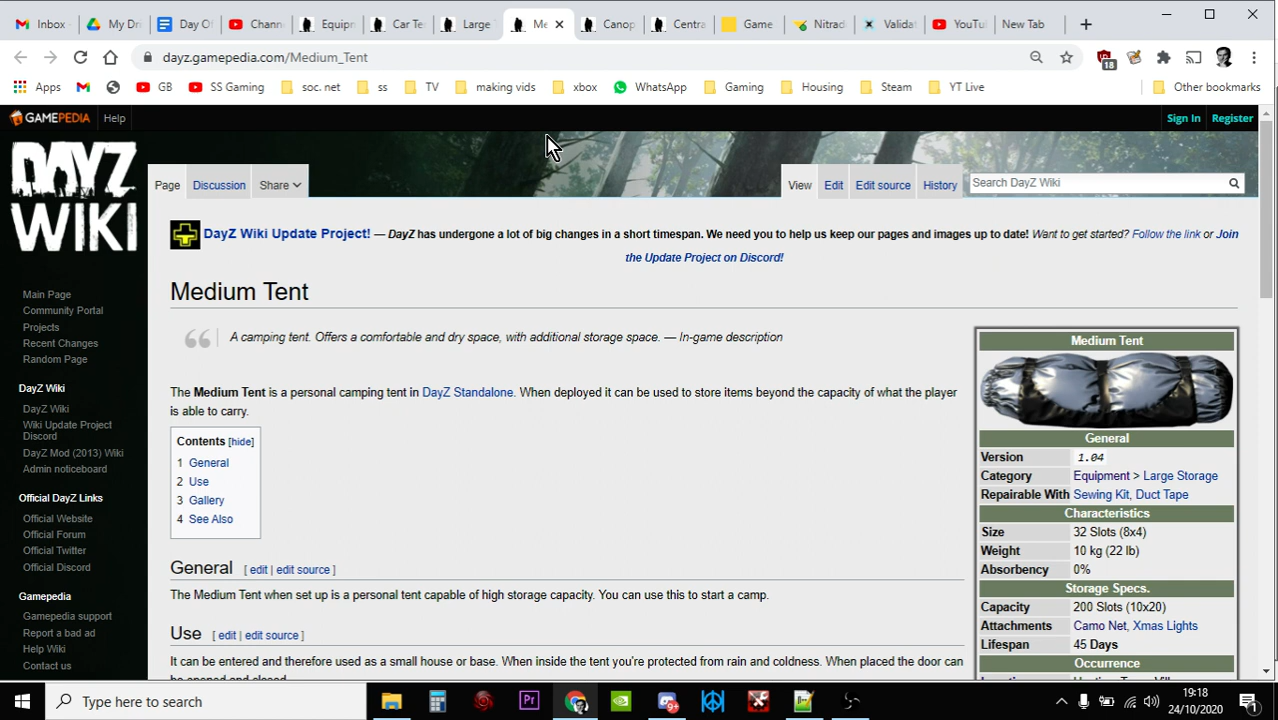 Inbox
My Dri
Day O
Chann
Equipn
Car Te
Large
Me
Canop
Centra
Game
Nitrad
Validat
YouTu
New Tab
dayz.gamepedia.com/Medium_Tent
18
Apps
GB
SS Gaming
soc. net
ss
TV
making vids
xbox
WhatsApp
Gaming
Housing
Steam
YT Live
Other bookmarks
GAMEPEDIA
Help
Sign In
Register
DAYZ
WIKI
Page
Discussion
Share
View
Edit
Edit source
History
Search DayZ Wiki
DayZ Wiki Update Project! — DayZ has undergone a lot of big changes in a short timespan. We need you to help us keep our pages and images up to date! Want to get started? Follow the link or Join
the Update Project on Discord!
Medium Tent
A camping tent. Offers a comfortable and dry space, with additional storage space. — In-game description
The Medium Tent is a personal camping tent in DayZ Standalone. When deployed it can be used to store items beyond the capacity of what the player
is able to carry.
Contents [hide]
1 General
2 Use
3 Gallery
4 See Also
General [ edit | edit source ]
The Medium Tent when set up is a personal tent capable of high storage capacity. You can use this to start a camp.
Use [ edit | edit source ]
It can be entered and therefore used as a small house or base. When inside the tent you're protected from rain and coldness. When placed the door can
be opened and closed.
Main Page
Community Portal
Projects
Recent Changes
Random Page
DayZ Wiki
DayZ Wiki
Wiki Update Project
Discord
DayZ Mod (2013) Wiki
Admin noticeboard
Official DayZ Links
Official Website
Official Forum
Official Twitter
Official Discord
Gamepedia
Gamepedia support
Report a bad ad
Help Wiki
Contact us
Medium Tent
General
Version 1.04
Category Equipment > Large Storage
Repairable With Sewing Kit, Duct Tape
Characteristics
Size 32 Slots (8x4)
Weight 10 kg (22 lb)
Absorbency 0%
Storage Specs.
Capacity 200 Slots (10x20)
Attachments Camo Net, Xmas Lights
Lifespan 45 Days
Occurrence
Type here to search
Pr
19:18
24/10/2020
1